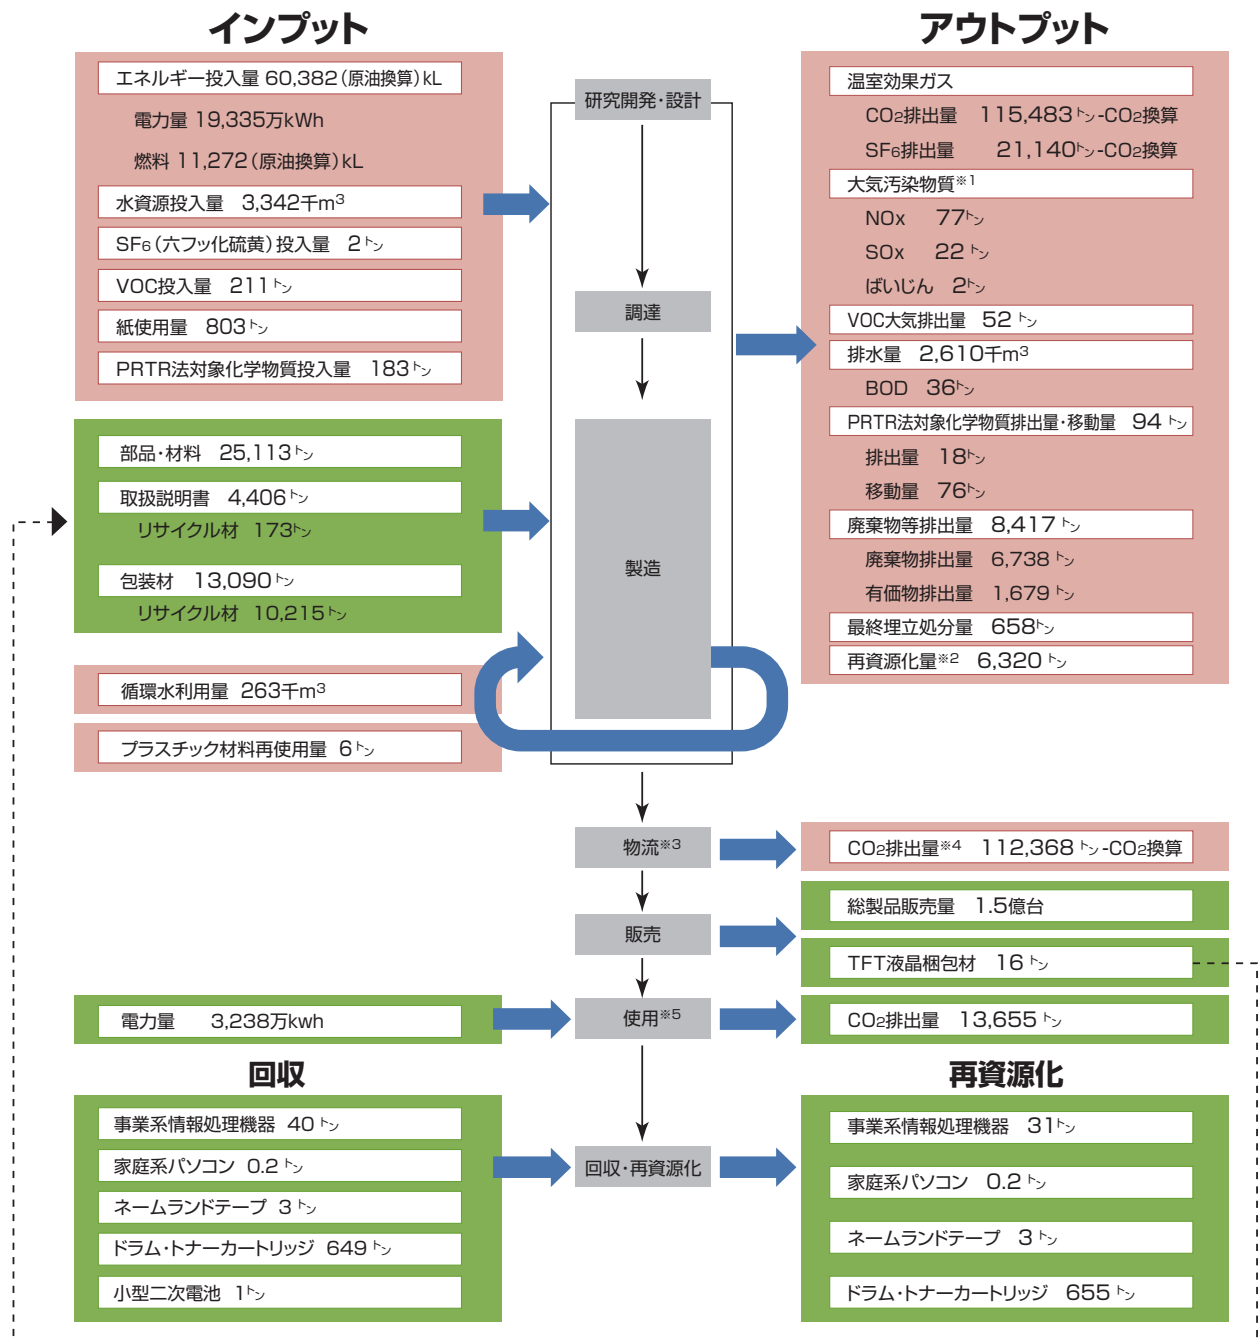 インプット
エネルギー投入量 60,382(原油換算)kL
電力量 19,335万kWh
燃料 11,272(原油換算)kL
水資源投入量 3,342千m³
SF₆(六フッ化硫黄)投入量 2㌧
VOC投入量 211㌧
紙使用量 803㌧
PRTR法対象化学物質投入量 183㌧
部品・材料 25,113㌧
取扱説明書 4,406㌧
リサイクル材 173㌧
包装材 13,090㌧
リサイクル材 10,215㌧
循環水利用量 263千m³
プラスチック材料再使用量 6㌧
電力量 3,238万kwh
回収
事業系情報処理機器 40㌧
家庭系パソコン 0.2㌧
ネームランドテープ 3㌧
ドラム・トナーカートリッジ 649㌧
小型二次電池 1㌧
研究開発・設計
調達
製造
物流※3
販売
使用※5
回収・再資源化
アウトプット
温室効果ガス
CO₂排出量 115,483㌧-CO₂換算
SF₆排出量 21,140㌧-CO₂換算
大気汚染物質※1
NOx 77㌧
SOx 22㌧
ばいじん 2㌧
VOC大気排出量 52㌧
排水量 2,610千m³
BOD 36㌧
PRTR法対象化学物質排出量・移動量 94㌧
排出量 18㌧
移動量 76㌧
廃棄物等排出量 8,417㌧
廃棄物排出量 6,738㌧
有価物排出量 1,679㌧
最終埋立処分量 658㌧
再資源化量※2 6,320㌧
CO₂排出量※4 112,368㌧-CO₂換算
総製品販売量 1.5億台
TFT液晶梱包材 16㌧
CO₂排出量 13,655㌧
再資源化
事業系情報処理機器 31㌧
家庭系パソコン 0.2㌧
ネームランドテープ 3㌧
ドラム・トナーカートリッジ 655㌧